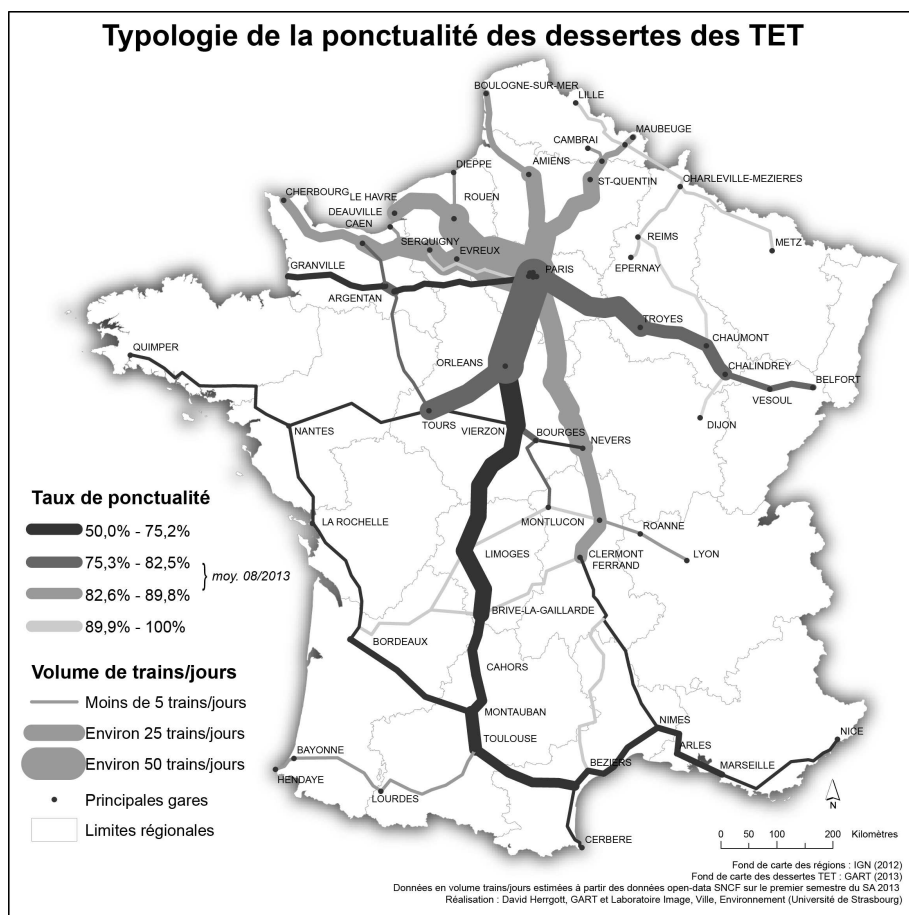 Typologie de la ponctualité des dessertes des TET
BOULOGNE-SUR-MER
LILLE
MAUBEUGE
CAMBRAI
DIEPPE
AMIENS
ST-QUENTIN
CHARLEVILLE-MEZIERES
CHERBOURG
LE HAVRE
ROUEN
DEAUVILLE
CAEN
SERQUIGNY
EVREUX
REIMS
METZ
EPERNAY
GRANVILLE
PARIS
ARGENTAN
TROYES
CHAUMONT
QUIMPER
ORLEANS
CHALINDREY
BELFORT
VESOUL
TOURS
DIJON
NANTES
VIERZON
BOURGES
NEVERS
LA ROCHELLE
MONTLUCON
ROANNE
LYON
LIMOGES
CLERMONT
FERRAND
BRIVE-LA-GAILLARDE
BORDEAUX
CAHORS
MONTAUBAN
TOULOUSE
NIMES
NICE
ARLES
BEZIERS
MARSEILLE
BAYONNE
HENDAYE
LOURDES
CERBERE
Taux de ponctualité
50,0% - 75,2%
75,3% - 82,5%
moy. 08/2013
82,6% - 89,8%
89,9% - 100%
Volume de trains/jours
Moins de 5 trains/jours
Environ 25 trains/jours
Environ 50 trains/jours
Principales gares
Limites régionales
N
0 50 100 200 Kilomètres
Fond de carte des régions : IGN (2012)
Fond de carte des dessertes TET : GART (2013)
Données en volume trains/jours estimées à partir des données open-data SNCF sur le premier semestre du SA 2013
Réalisation : David Herrgott, GART et Laboratoire Image, Ville, Environnement (Université de Strasbourg)